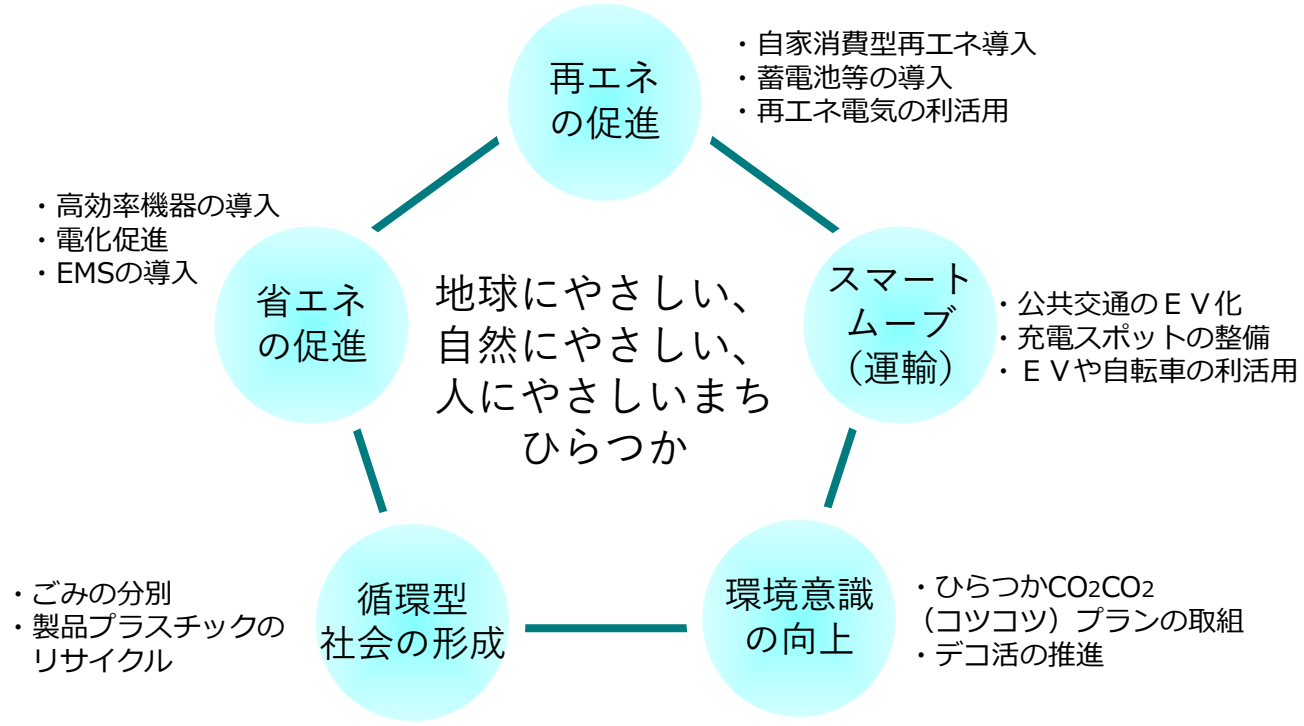 再エネ
の促進
・自家消費型再エネ導入
・蓄電池等の導入
・再エネ電気の利活用
・高効率機器の導入
・電化促進
・EMSの導入
省エネ
の促進
地球にやさしい、
自然にやさしい、
人にやさしいまち
ひらつか
スマート
ムーブ
（運輸）
・公共交通のＥＶ化
・充電スポットの整備
・ＥＶや自転車の利活用
・ごみの分別
・製品プラスチックの
リサイクル
循環型
社会の形成
環境意識
の向上
・ひらつかCO2CO2
（コツコツ）プランの取組
・デコ活の推進